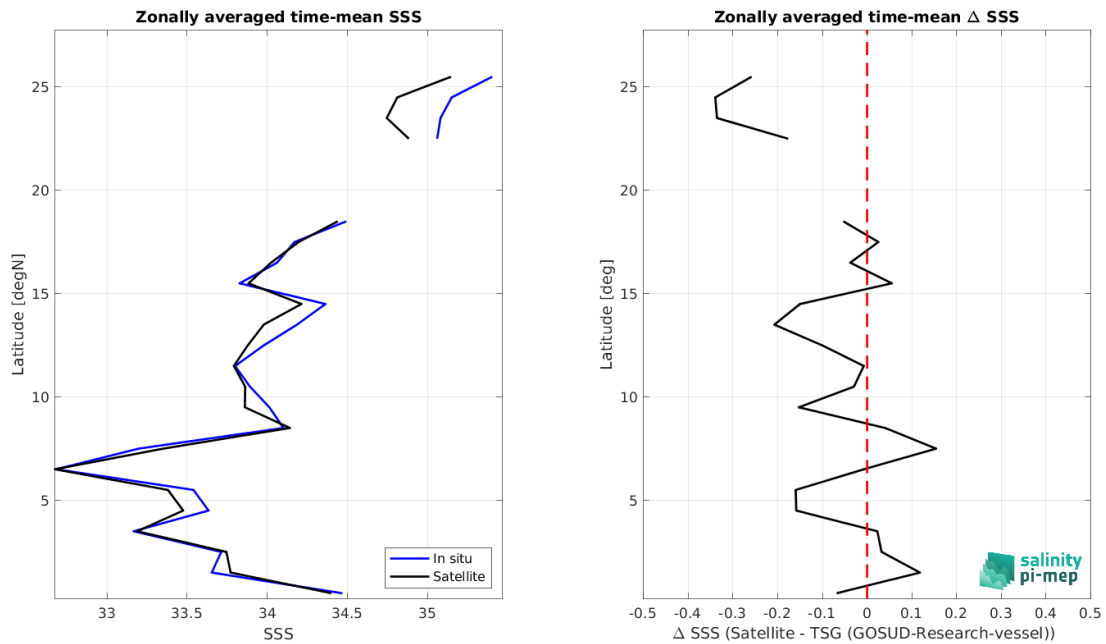 Zonally averaged time-mean SSS
Latitude [degN]
25
20
15
10
5
33
33.5
34
34.5
35
SSS
In situ
Satellite
Zonally averaged time-mean Δ SSS
Latitude [deg]
25
20
15
10
5
-0.5
-0.4
-0.3
-0.2
-0.1
0
0.1
0.2
0.3
0.4
0.5
Δ SSS (Satellite - TSG (GOSUD-Research-vessel))
salinity
pi-mep